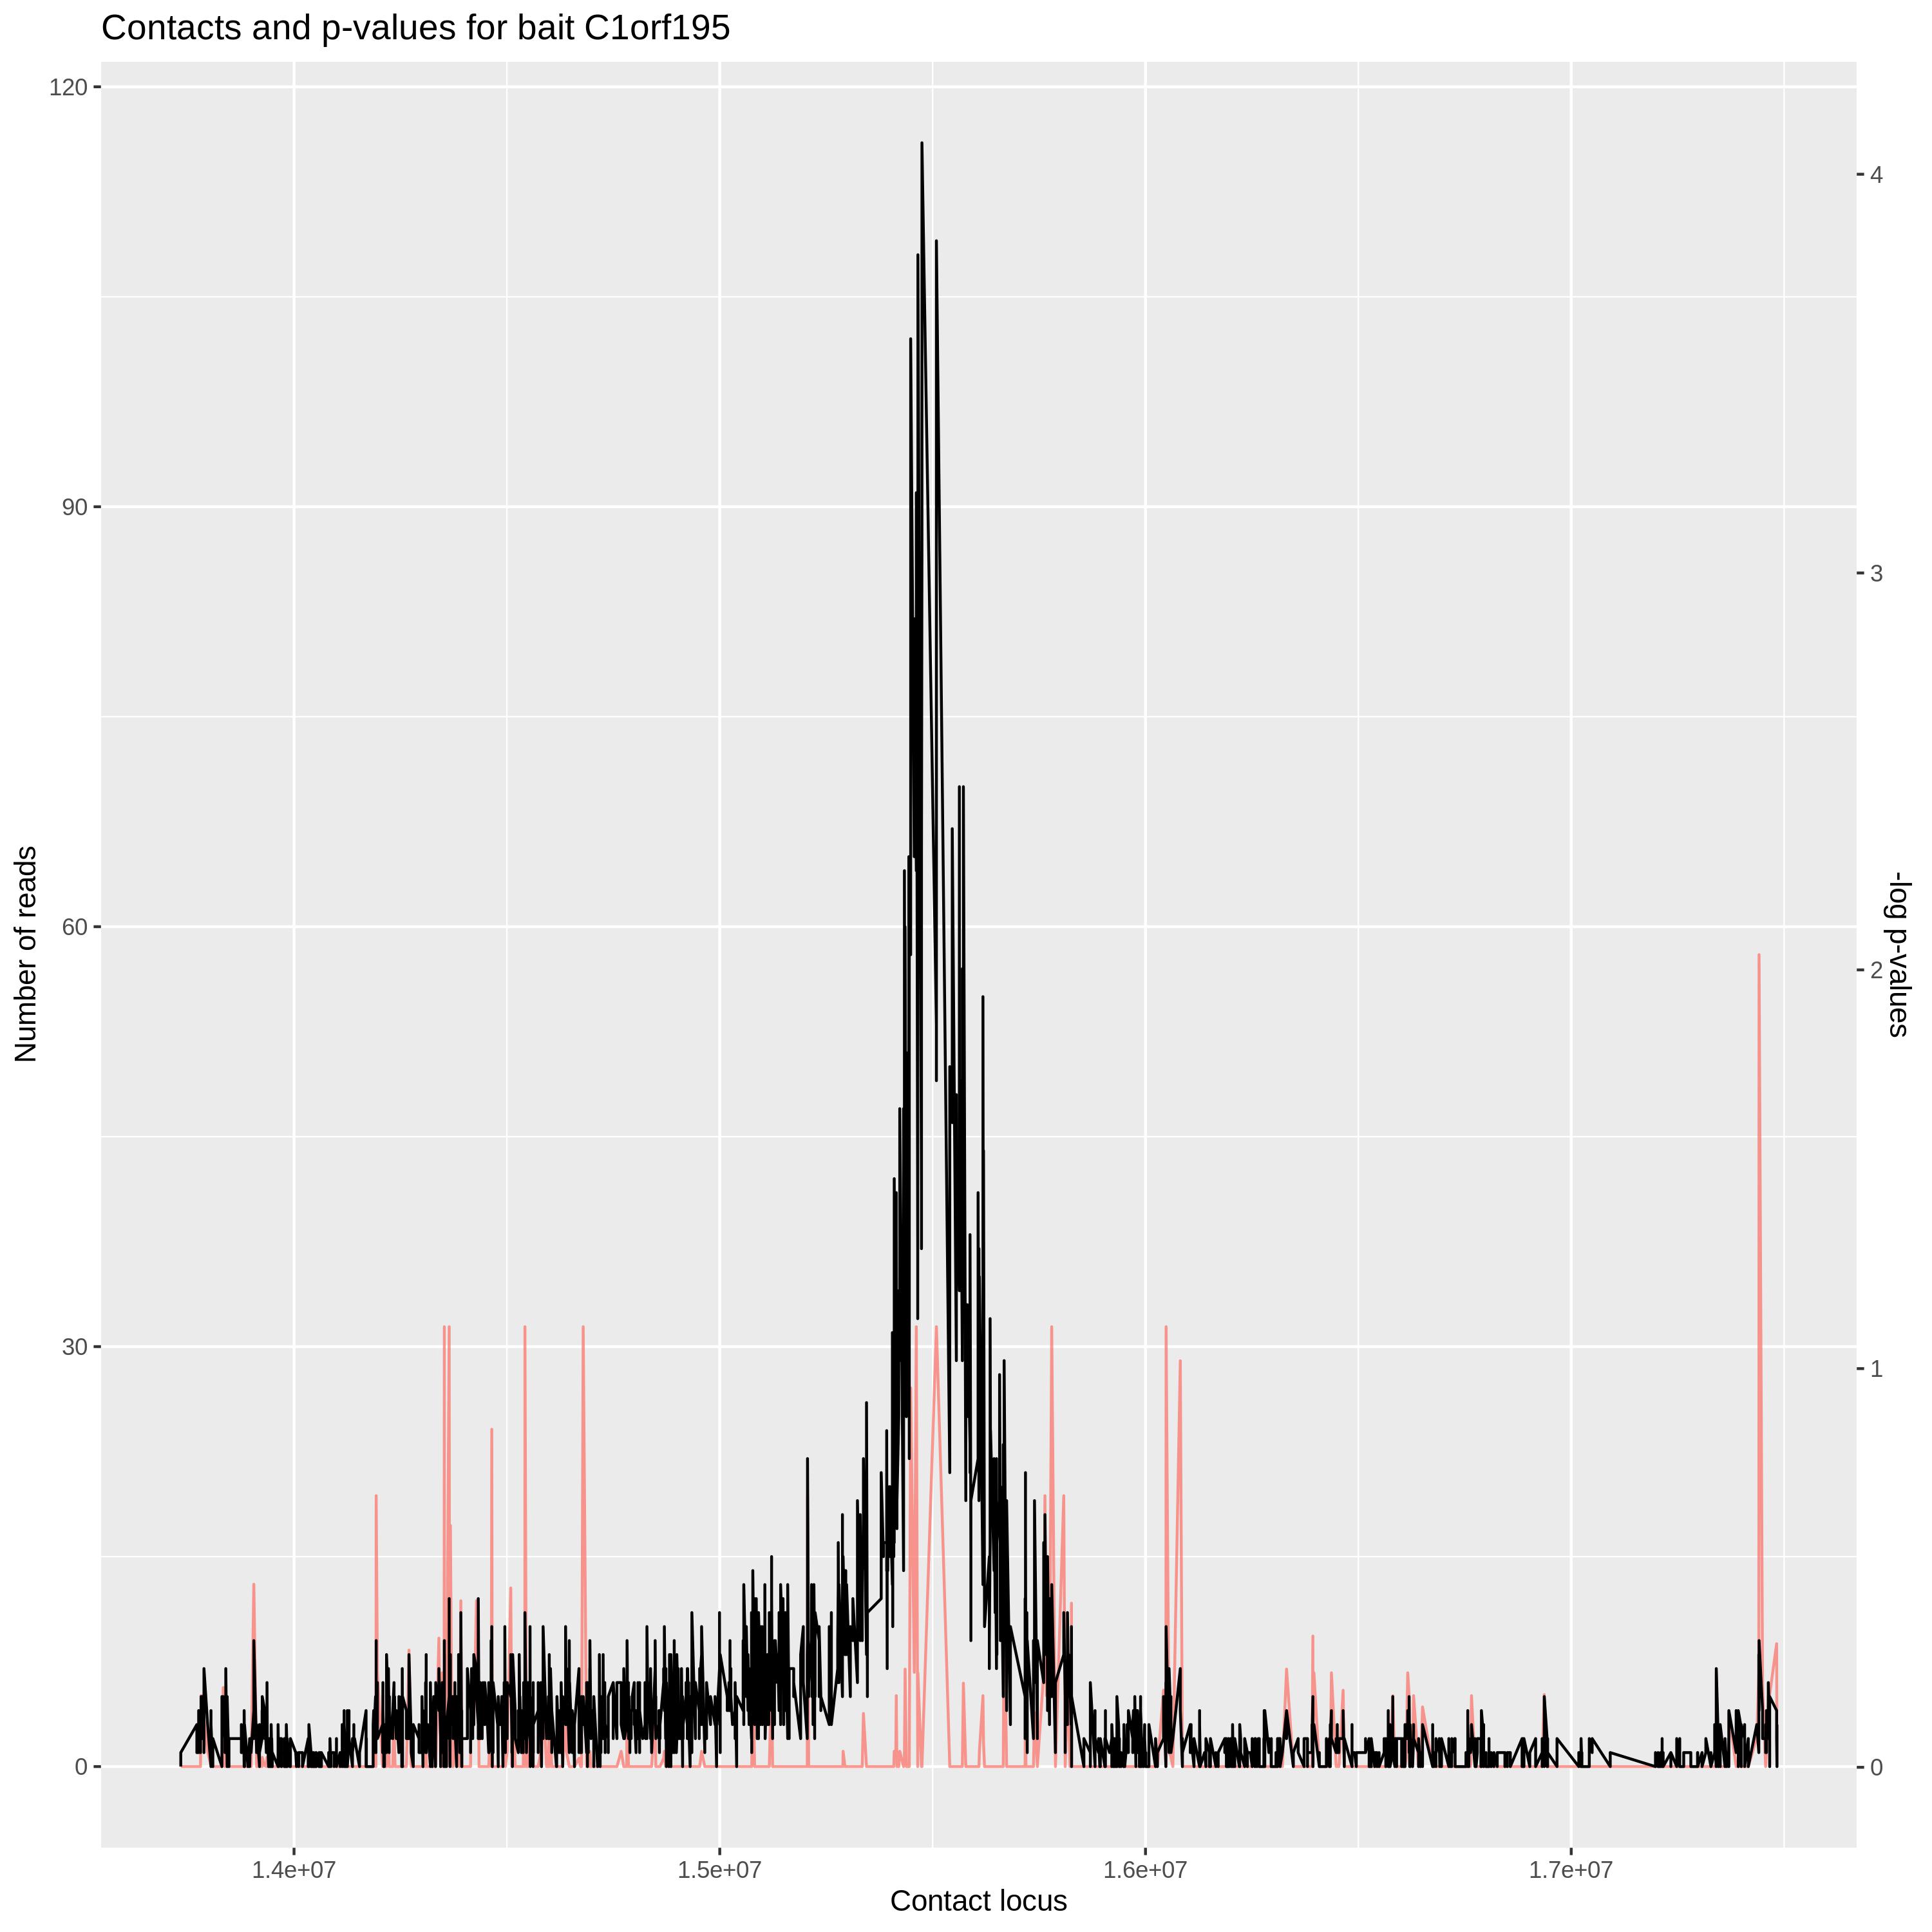 Contacts and p-values for bait C1orf195
120
90
60
30
0
Number of reads
4
3
2
1
0
-log p-values
1.4e+07 1.5e+07 1.6e+07 1.7e+07
Contact locus